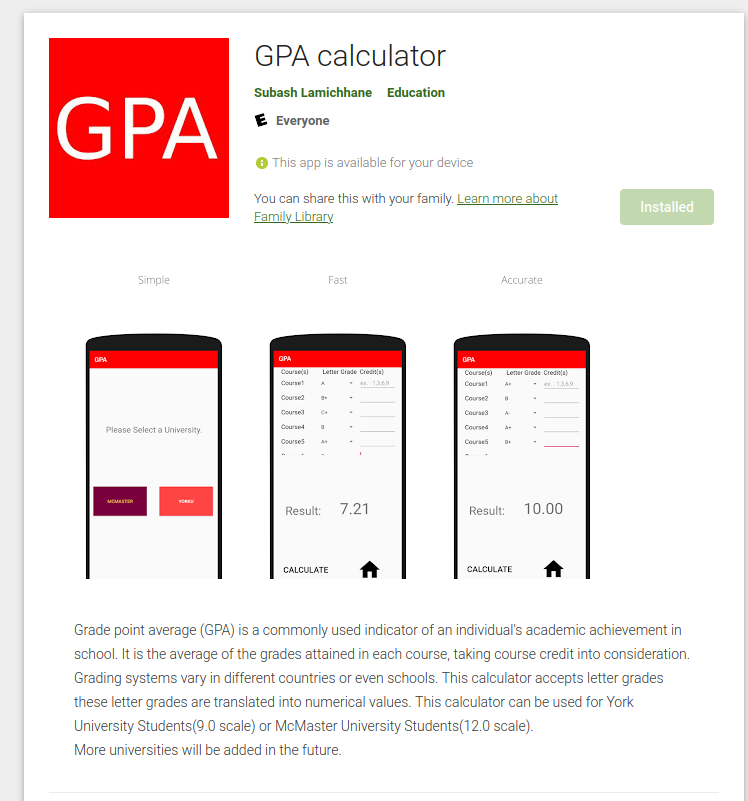 GPA
GPA calculator
Subash Lamichhane Education
E Everyone
This app is available for your device
You can share this with your family. Learn more about
Family Library
Installed
Simple
GPA
Please Select a University.
MCMASTER YORKU
Fast
GPA
Course(s) Letter Grade Credit(s)
Course1 A ex. : 1,3,6,9
Course2 B+
Course3 C+
Course4 B
Course5 A+
Result: 7.21
CALCULATE
Accurate
GPA
Course(s) Letter Grade Credit(s)
Course1 A+ ex. : 1,3,6,9
Course2 B
Course3 A-
Course4 A+
Course5 B+
Result: 10.00
CALCULATE
Grade point average (GPA) is a commonly used indicator of an individual's academic achievement in
school. It is the average of the grades attained in each course, taking course credit into consideration.
Grading systems vary in different countries or even schools. This calculator accepts letter grades
these letter grades are translated into numerical values. This calculator can be used for York
University Students(9.0 scale) or McMaster University Students(12.0 scale).
More universities will be added in the future.